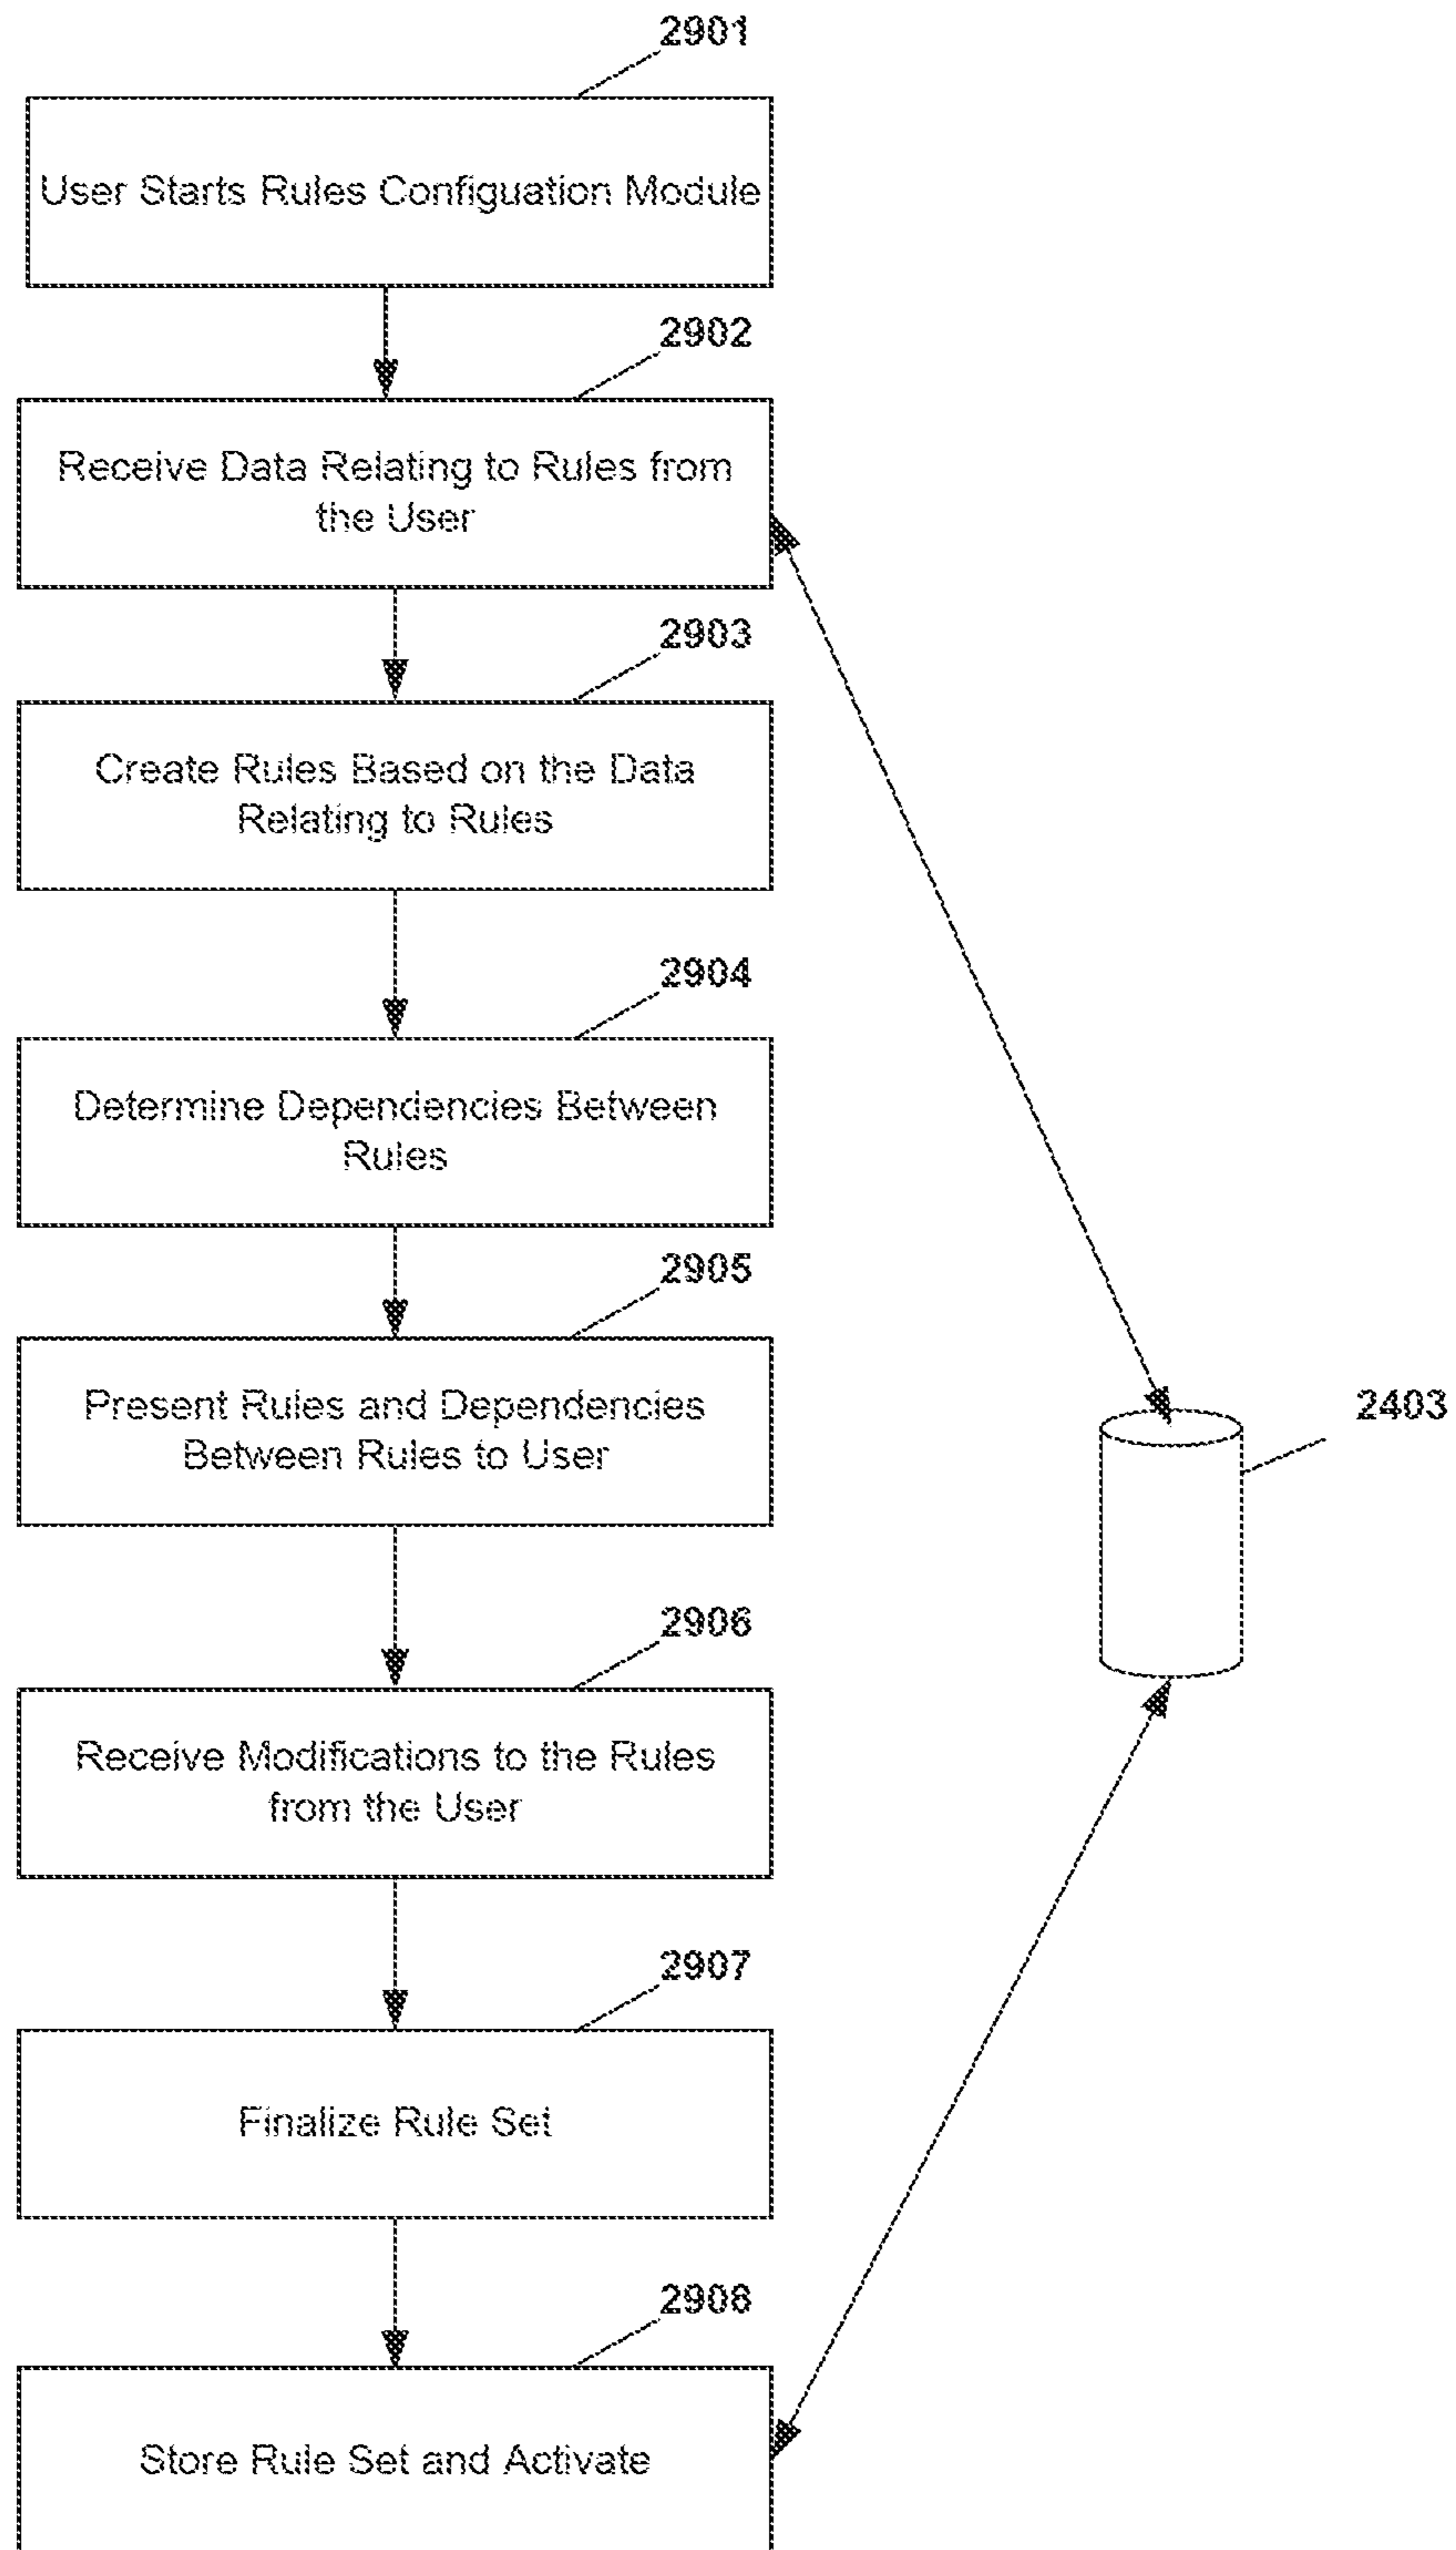 2901
User Starts Rules Configuation Module
2902
Receive Data Relating to Rules from
the User
2903
Create Rules Based on the Data
Relating to Rules
2904
Determine Dependencies Between
Rules
2905
Present Rules and Dependencies
Between Rules to User
2403
2906
Receive Modifications to the Rules
from the User
2907
Finalize Rule Set
2908
Store Rule Set and Activate